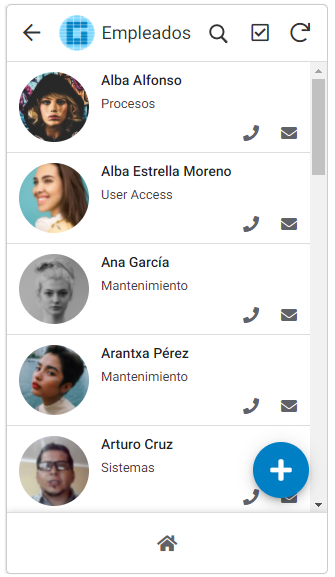 Empleados
Alba Alfonso
Procesos
Alba Estrella Moreno
User Access
Ana García
Mantenimiento
Arantxa Pérez
Mantenimiento
Arturo Cruz
Sistemas